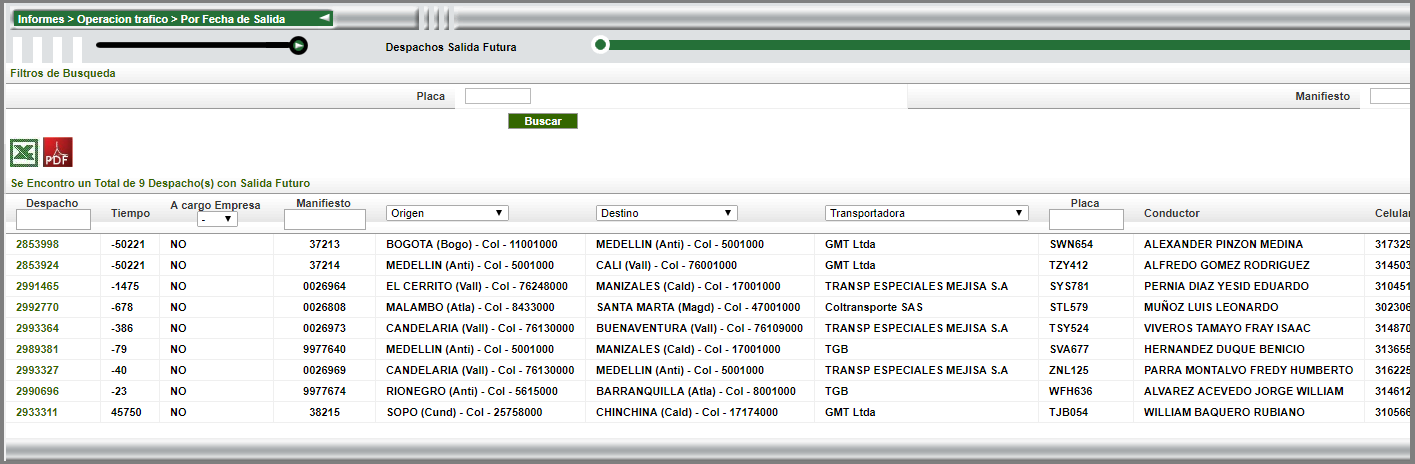 Informes > Operacion trafico > Por Fecha de Salida
Despachos Salida Futura
Filtros de Busqueda
Placa Manifiesto
Buscar
PDF
Se Encontro un Total de 9 Despacho(s) con Salida Futuro
Despacho Tiempo A cargo Empresa Manifiesto Origen Destino Transportadora Placa Conductor Celular
-
2853998 -50221 NO 37213 BOGOTA (Bogo) - Col - 11001000 MEDELLIN (Anti) - Col - 5001000 GMT Ltda SWN654 ALEXANDER PINZON MEDINA 317329
2853924 -50221 NO 37214 MEDELLIN (Anti) - Col - 5001000 CALI (Vall) - Col - 76001000 GMT Ltda TZY412 ALFREDO GOMEZ RODRIGUEZ 314503
2991465 -1475 NO 0026964 EL CERRITO (Vall) - Col - 76248000 MANIZALES (Cald) - Col - 17001000 TRANSP ESPECIALES MEJISA S.A SYS781 PERNIA DIAZ YESID EDUARDO 310451
2992770 -678 NO 0026808 MALAMBO (Atla) - Col - 8433000 SANTA MARTA (Magd) - Col - 47001000 Coltransporte SAS STL579 MUÑOZ LUIS LEONARDO 302306
2993364 -386 NO 0026973 CANDELARIA (Vall) - Col - 76130000 BUENAVENTURA (Vall) - Col - 76109000 TRANSP ESPECIALES MEJISA S.A TSY524 VIVEROS TAMAYO FRAY ISAAC 314870
2989381 -79 NO 9977640 MEDELLIN (Anti) - Col - 5001000 MANIZALES (Cald) - Col - 17001000 TGB SVA677 HERNANDEZ DUQUE BENICIO 313655
2993327 -40 NO 0026969 CANDELARIA (Vall) - Col - 76130000 MEDELLIN (Anti) - Col - 5001000 TRANSP ESPECIALES MEJISA S.A ZNL125 PARRA MONTALVO FREDY HUMBERTO 316225
2990696 -23 NO 9977674 RIONEGRO (Anti) - Col - 5615000 BARRANQUILLA (Atla) - Col - 8001000 TGB WFH636 ALVAREZ ACEVEDO JORGE WILLIAM 314612
2933311 45750 NO 38215 SOPO (Cund) - Col - 25758000 CHINCHINA (Cald) - Col - 17174000 GMT Ltda TJB054 WILLIAM BAQUERO RUBIANO 310566